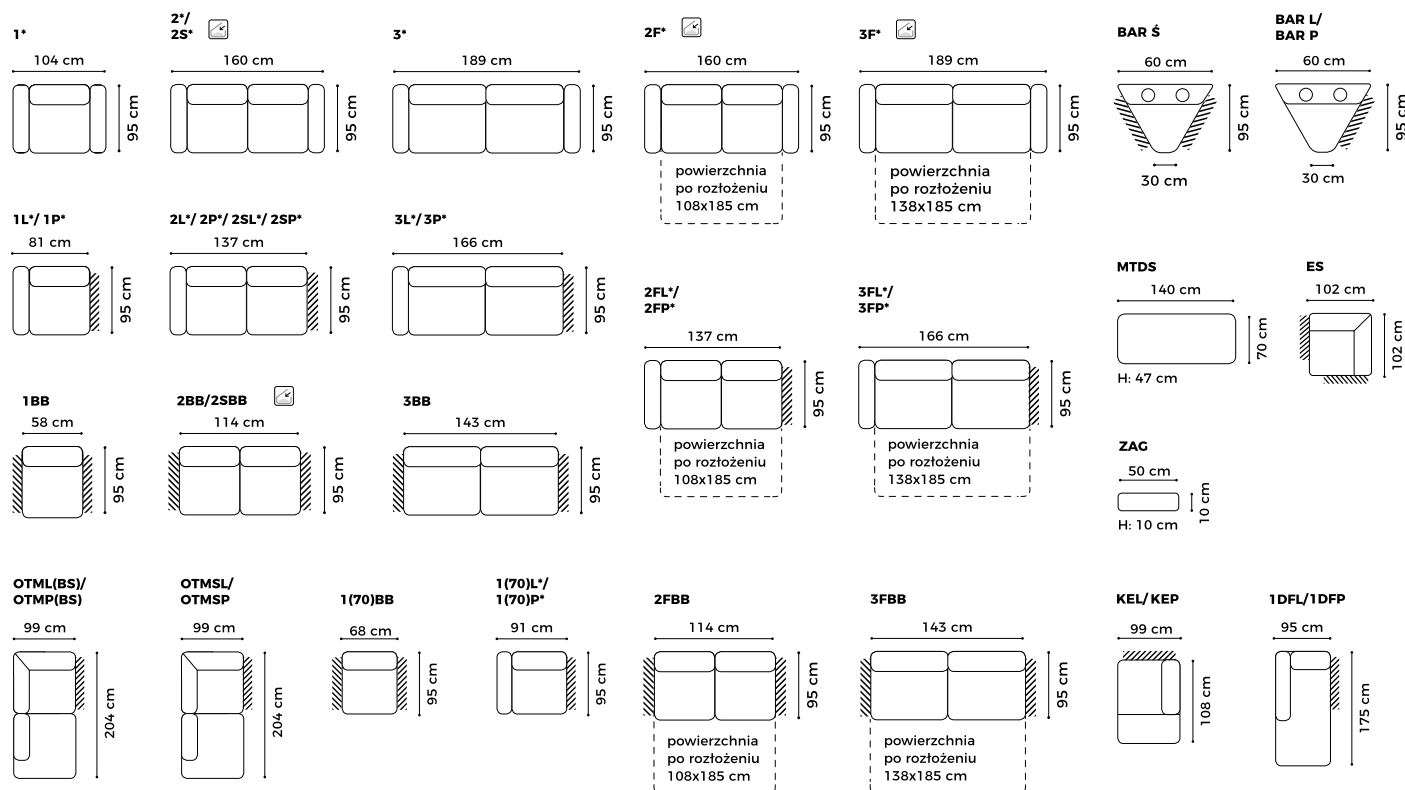 1*
104 cm
95 cm
2*/
2S*
160 cm
95 cm
3*
189 cm
95 cm
2F*
160 cm
95 cm
powierzchnia
po rozłożeniu
108x185 cm
3F*
189 cm
95 cm
powierzchnia
po rozłożeniu
138x185 cm
BAR Ś
60 cm
95 cm
30 cm
BAR L/
BAR P
60 cm
95 cm
30 cm
1L*/ 1P*
81 cm
95 cm
2L*/ 2P*/ 2SL*/ 2SP*
137 cm
95 cm
3L*/ 3P*
166 cm
95 cm
2FL*/
2FP*
137 cm
95 cm
powierzchnia
po rozłożeniu
108x185 cm
3FL*/
3FP*
166 cm
95 cm
powierzchnia
po rozłożeniu
138x185 cm
MTDS
140 cm
70 cm
H: 47 cm
ES
102 cm
102 cm
1BB
58 cm
95 cm
2BB/2SBB
114 cm
95 cm
3BB
143 cm
95 cm
ZAG
50 cm
10 cm
H: 10 cm
OTML(BS)/
OTMP(BS)
99 cm
204 cm
OTMSL/
OTMSP
99 cm
204 cm
1(70)BB
68 cm
95 cm
1(70)L*/
1(70)P*
91 cm
95 cm
2FBB
114 cm
95 cm
powierzchnia
po rozłożeniu
108x185 cm
3FBB
143 cm
95 cm
powierzchnia
po rozłożeniu
138x185 cm
KEL/ KEP
99 cm
108 cm
1DFL/1DFP
95 cm
175 cm